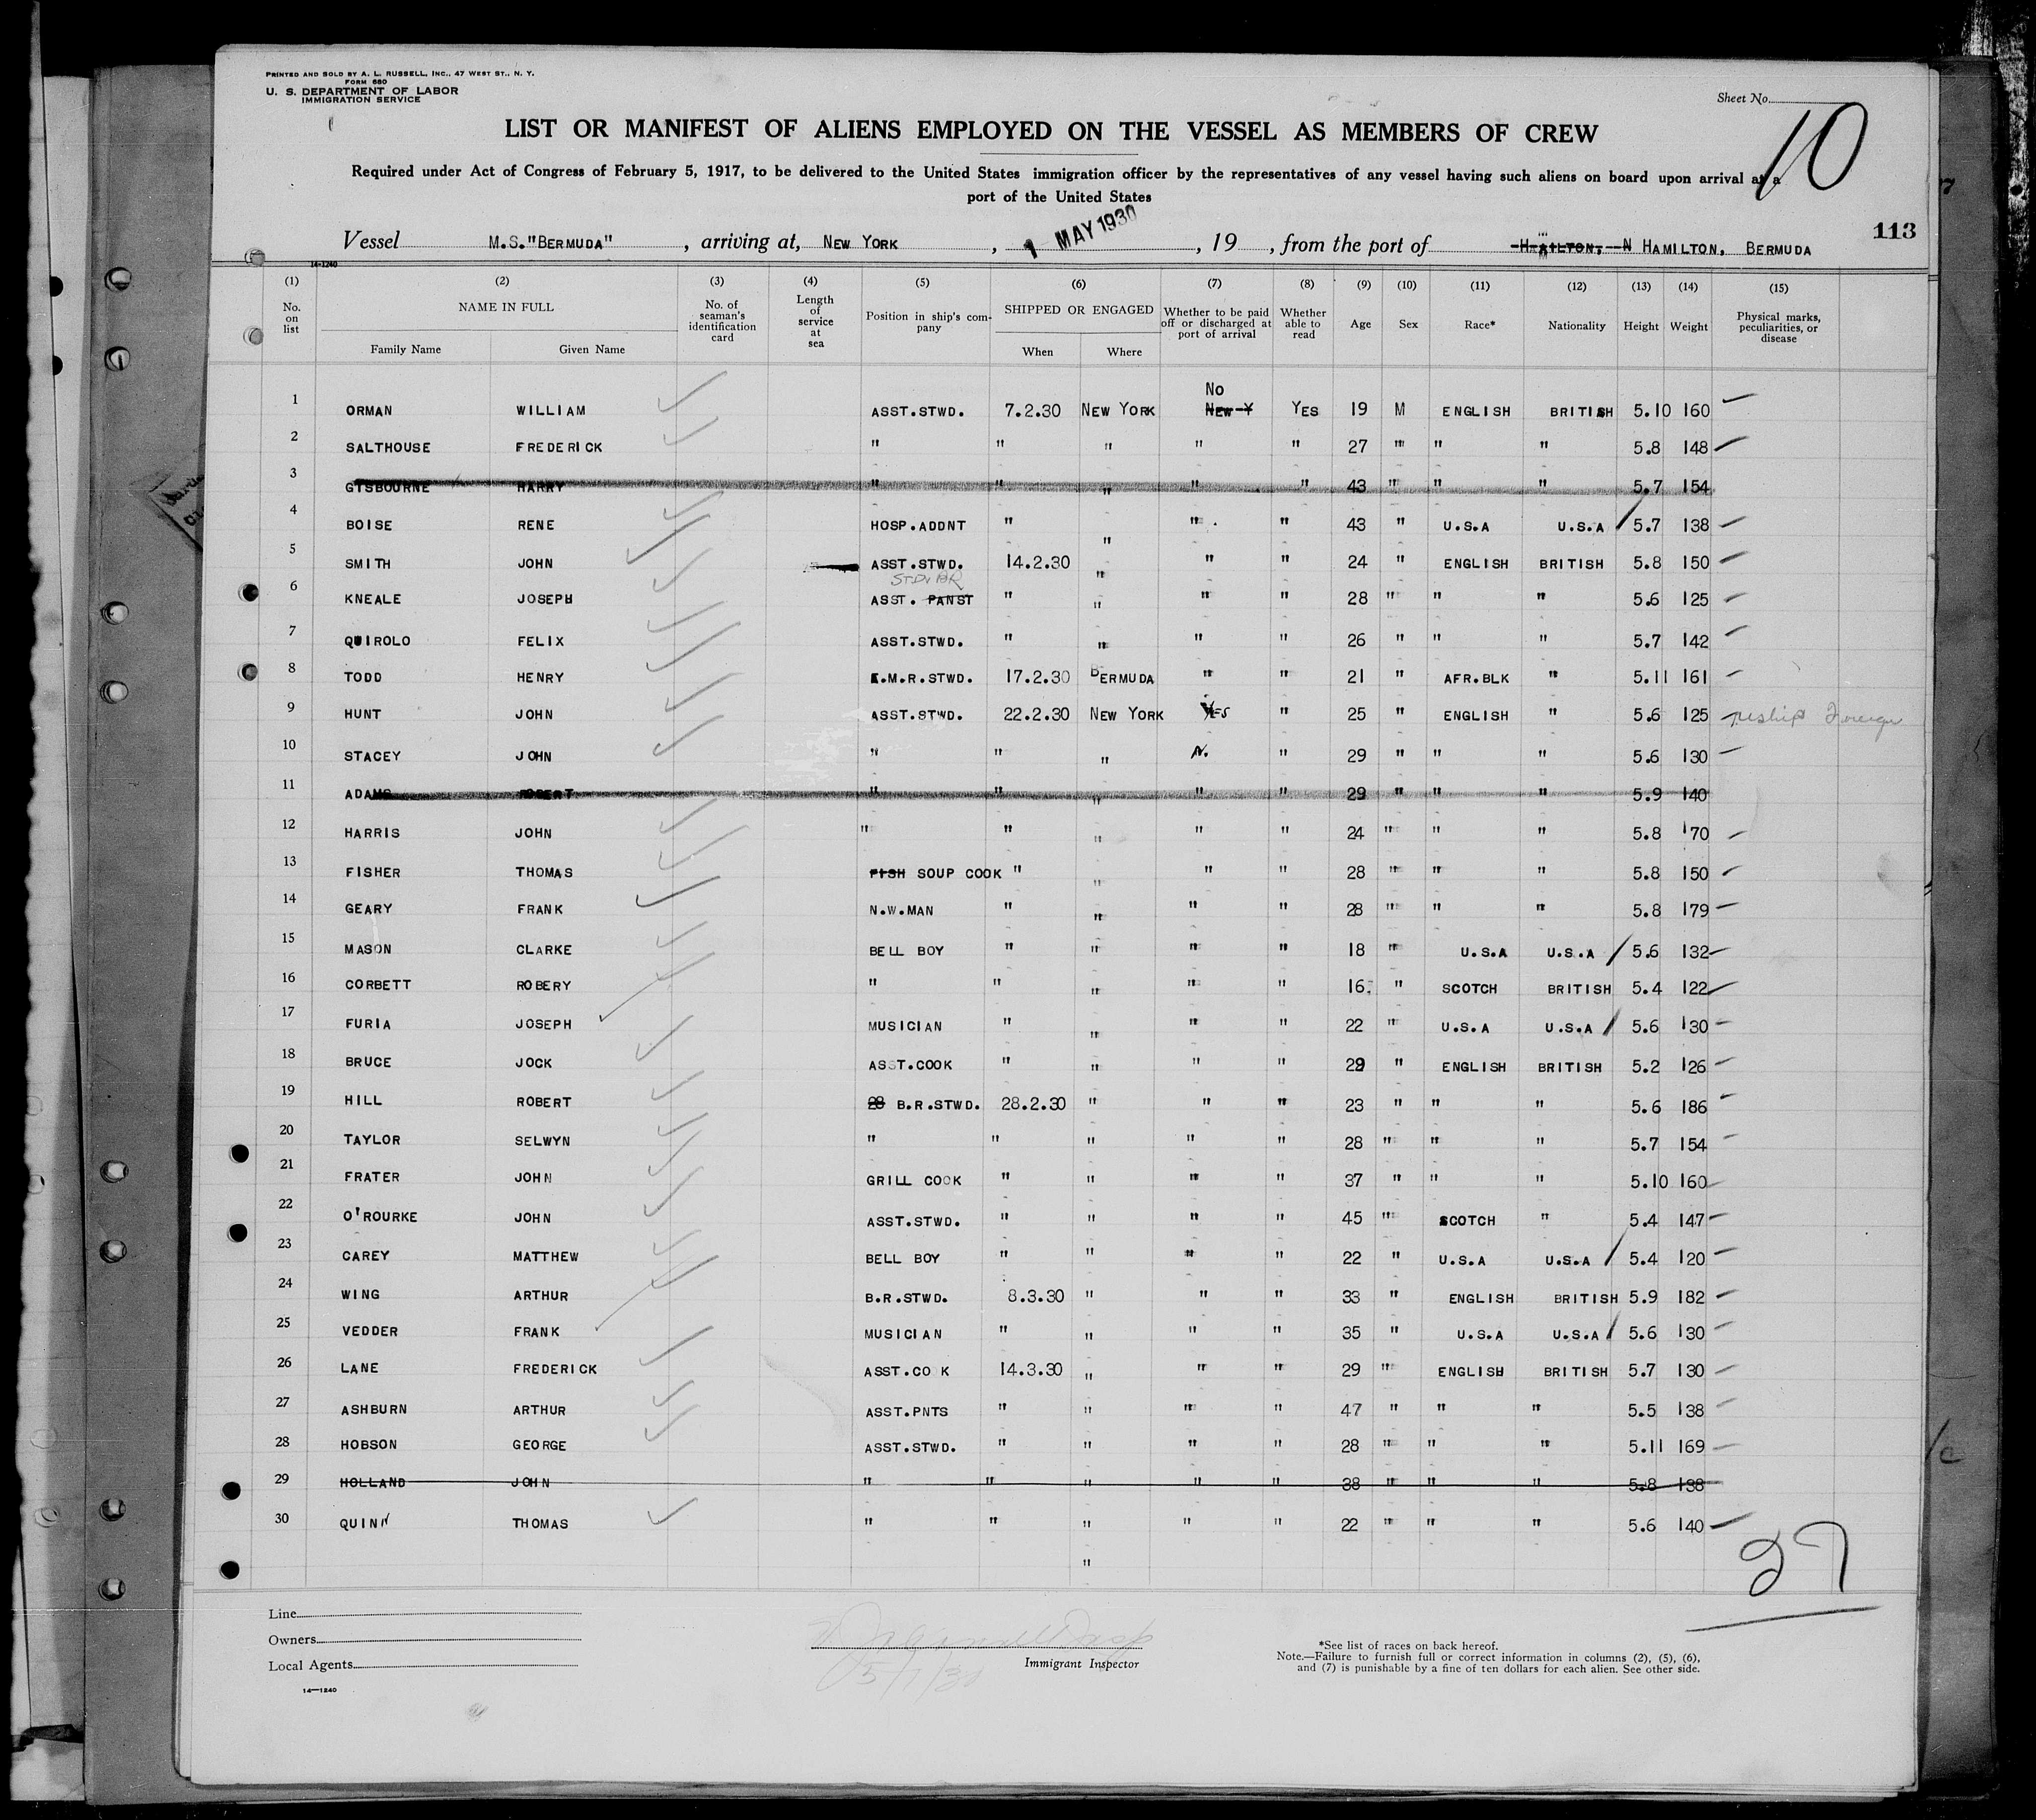 PRINTED AND SOLD BY A. L. RUSSELL, INC., 47 WEST ST., N. Y.
FORM 680
U. S. DEPARTMENT OF LABOR
IMMIGRATION SERVICE
Sheet No.
10
LIST OR MANIFEST OF ALIENS EMPLOYED ON THE VESSEL AS MEMBERS OF CREW
Required under Act of Congress of February 5, 1917, to be delivered to the United States immigration officer by the representatives of any vessel having such aliens on board upon arrival at a
port of the United States
113
Vessel M.S."BERMUDA" , arriving at, NEW YORK , 1 MAY 1930 , 19 , from the port of HAILTON, N HAMILTON, BERMUDA
14-1240
(1) (2) (3) (4) (5) (6) (7) (8) (9) (10) (11) (12) (13) (14) (15)
No. on list NAME IN FULL Family Name Given Name No. of seaman's identification card Length of service at sea Position in ship's company SHIPPED OR ENGAGED When Where Whether to be paid off or discharged at port of arrival Whether able to read Age Sex Race* Nationality Height Weight Physical marks, peculiarities, or disease
No
1 ORMAN WILLIAM ASST.STWD. 7.2.30 NEW YORK NEW Y YES 19 M ENGLISH BRITISH 5.10 160
2 SALTHOUSE FREDERICK " " " " " 27 " " " 5.8 148
3 GISBOURNE HARRY " " " " " 43 " " " 5.7 154
4 BOISE RENE HOSP.ADDNT " " " " 43 " U.S.A U.S.A 5.7 138
5 SMITH JOHN ASST.STWD. 14.2.30 " " " 24 " ENGLISH BRITISH 5.8 150
6 KNEALE JOSEPH ASST. PANST " " " " 28 " " " 5.6 125
7 QUIROLO FELIX ASST.STWD. " " " " 26 " " " 5.7 142
8 TODD HENRY E.M.R.STWD. 17.2.30 BERMUDA " " 21 " AFR.BLK " 5.11 161
9 HUNT JOHN ASST.STWD. 22.2.30 NEW YORK YES " 25 " ENGLISH " 5.6 125 reship Foreign
10 STACEY JOHN " " " N. " 29 " " " 5.6 130
11 ADAMS ROBERT " " " " " 29 " " " 5.9 140
12 HARRIS JOHN " " " " " 24 " " " 5.8 170
13 FISHER THOMAS FISH SOUP COOK " " " " 28 " " " 5.8 150
14 GEARY FRANK N.W.MAN " " " " 28 " " " 5.8 179
15 MASON CLARKE BELL BOY " " " " 18 " U.S.A U.S.A 5.6 132
16 CORBETT ROBERY " " " " " 16 " SCOTCH BRITISH 5.4 122
17 FURIA JOSEPH MUSICIAN " " " " 22 " U.S.A U.S.A 5.6 130
18 BRUCE JOCK ASST.COOK " " " " 29 " ENGLISH BRITISH 5.2 126
19 HILL ROBERT 28 B.R.STWD. 28.2.30 " " " 23 " " " 5.6 186
20 TAYLOR SELWYN " " " " " 28 " " " 5.7 154
21 FRATER JOHN GRILL COOK " " " " 37 " " " 5.10 160
22 O'ROURKE JOHN ASST.STWD. " " " " 45 " SCOTCH " 5.4 147
23 CAREY MATTHEW BELL BOY " " " " 22 " U.S.A U.S.A 5.4 120
24 WING ARTHUR B.R.STWD. 8.3.30 " " " 33 " ENGLISH BRITISH 5.9 182
25 VEDDER FRANK MUSICIAN " " " " 35 " U.S.A U.S.A 5.6 130
26 LANE FREDERICK ASST.CO K 14.3.30 " " " 29 " ENGLISH BRITISH 5.7 130
27 ASHBURN ARTHUR ASST.PNTS " " " " 47 " " " 5.5 138
28 HOBSON GEORGE ASST.STWD. " " " " 28 " " " 5.11 169
29 HOLLAND JOHN " " " " " 38 " " " 5.8 138
30 QUINN THOMAS " " " " " 22 " " " 5.6 140
"
27
Line
Owners
Local Agents
14—1240
Immigrant Inspector
5/1/30
*See list of races on back hereof.
Note.—Failure to furnish full or correct information in columns (2), (5), (6),
and (7) is punishable by a fine of ten dollars for each alien. See other side.